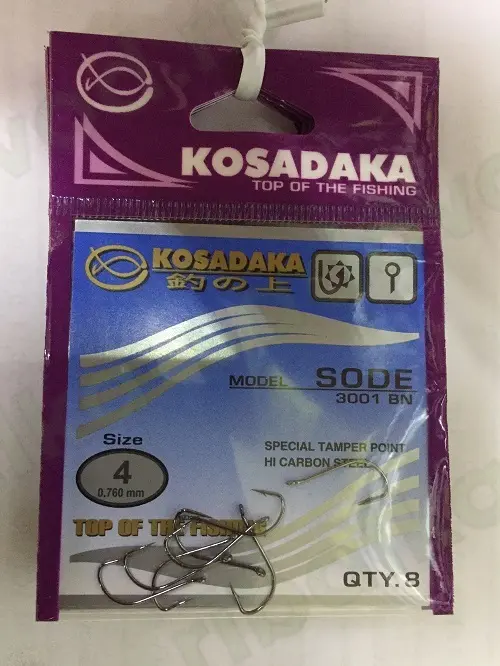 KOSADAKA
TOP OF THE FISHING
KOSADAKA
釣の上
MODEL SODE
3001 BN
Size
4
0.760 mm
SPECIAL TAMPER POINT
HI CARBON STEEL
TOP OF THE FISHING
QTY. 8